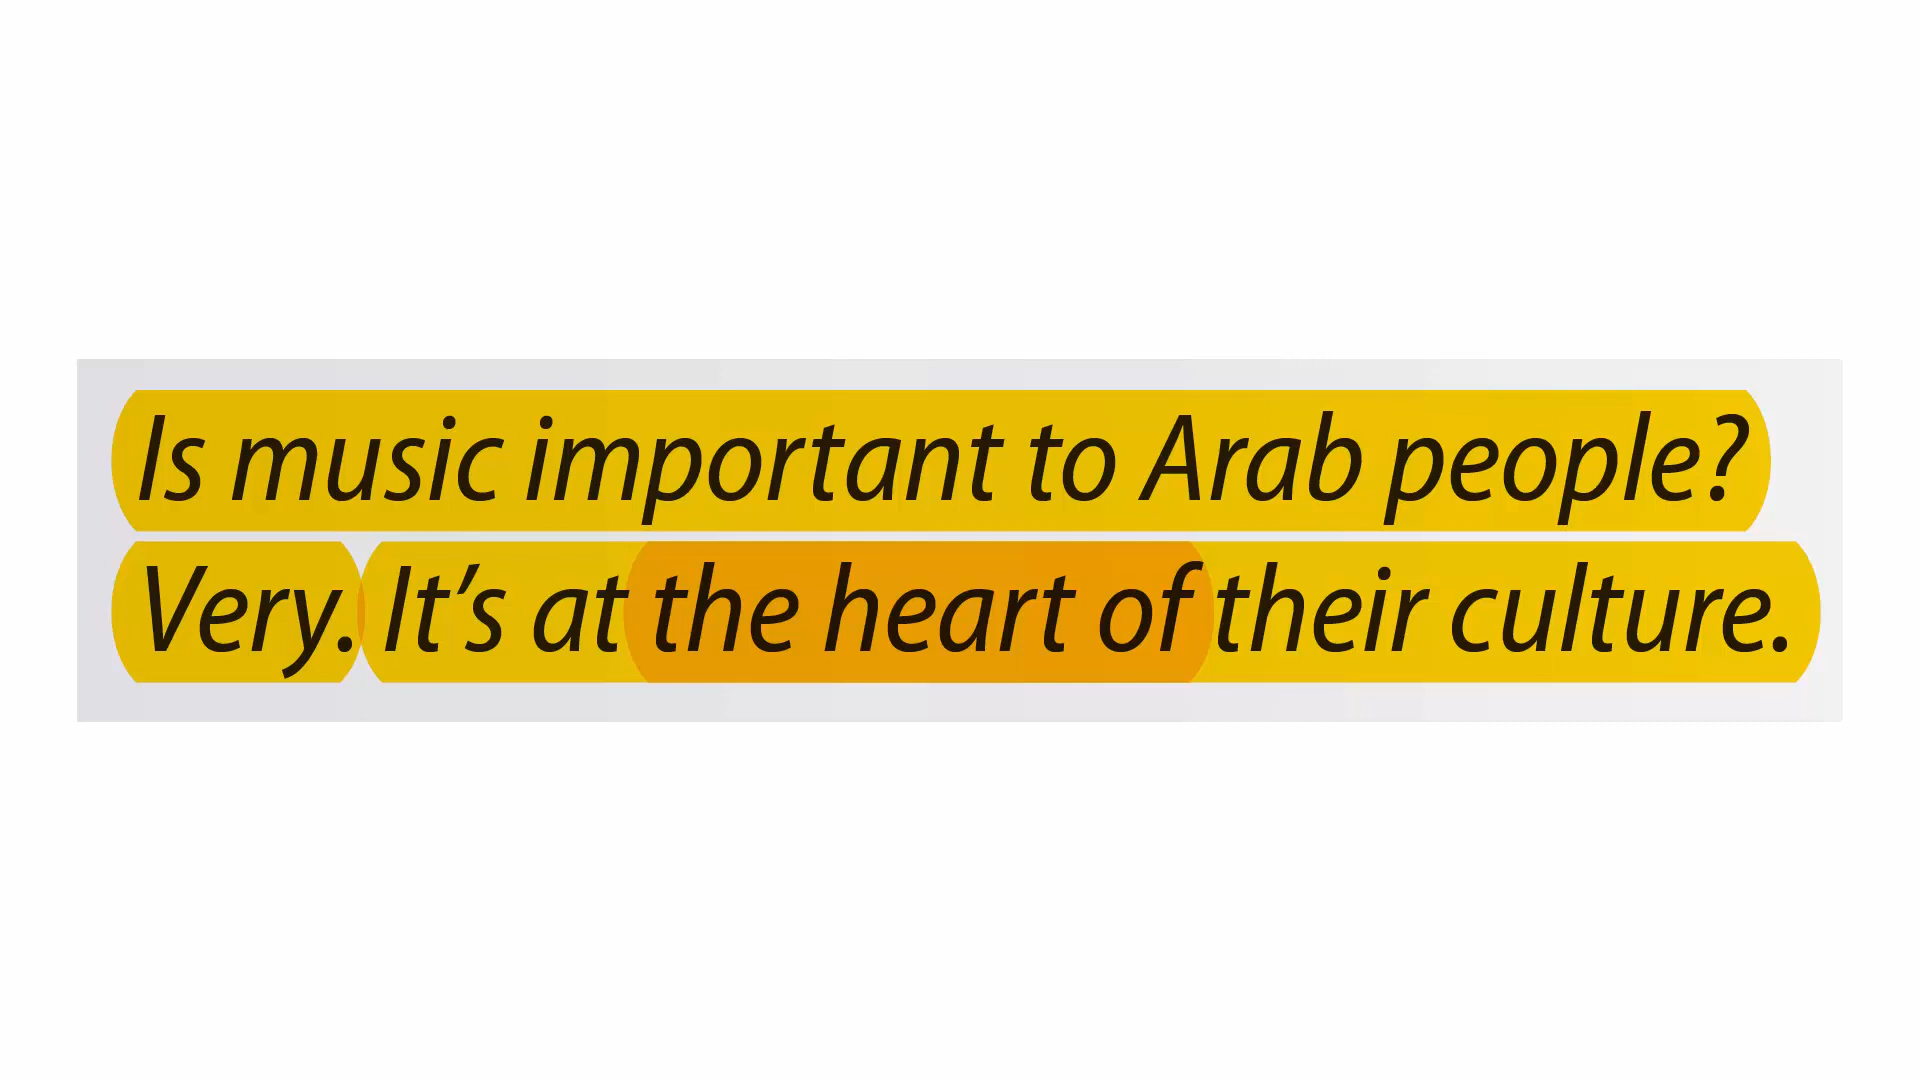 Is music important to Arab people?
Very. It’s at the heart of their culture.